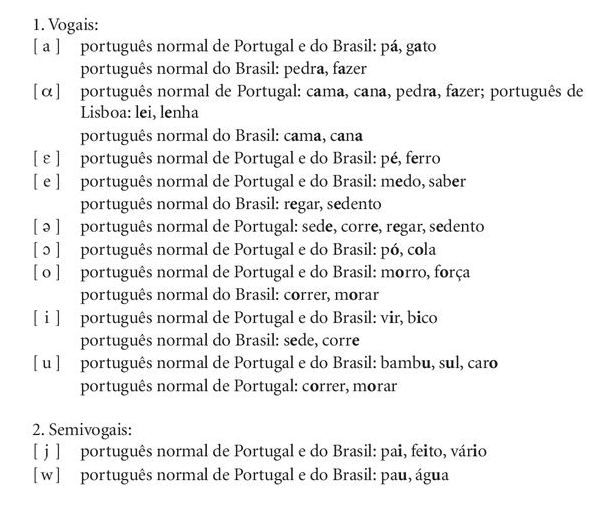 1. Vogais:
[ a ] português normal de Portugal e do Brasil: pá, gato
português normal do Brasil: pedra, fazer
[ α ] português normal de Portugal: cama, cana, pedra, fazer; português de
Lisboa: lei, lenha
português normal do Brasil: cama, cana
[ ε ] português normal de Portugal e do Brasil: pé, ferro
[ e ] português normal de Portugal e do Brasil: medo, saber
português normal do Brasil: regar, sedento
[ ə ] português normal de Portugal: sede, corre, regar, sedento
[ ɔ ] português normal de Portugal e do Brasil: pó, cola
[ o ] português normal de Portugal e do Brasil: morro, força
português normal do Brasil: correr, morar
[ i ] português normal de Portugal e do Brasil: vir, bico
português normal do Brasil: sede, corre
[ u ] português normal de Portugal e do Brasil: bambu, sul, caro
português normal de Portugal: correr, morar
2. Semivogais:
[ j ] português normal de Portugal e do Brasil: pai, feito, vário
[ w ] português normal de Portugal e do Brasil: pau, água